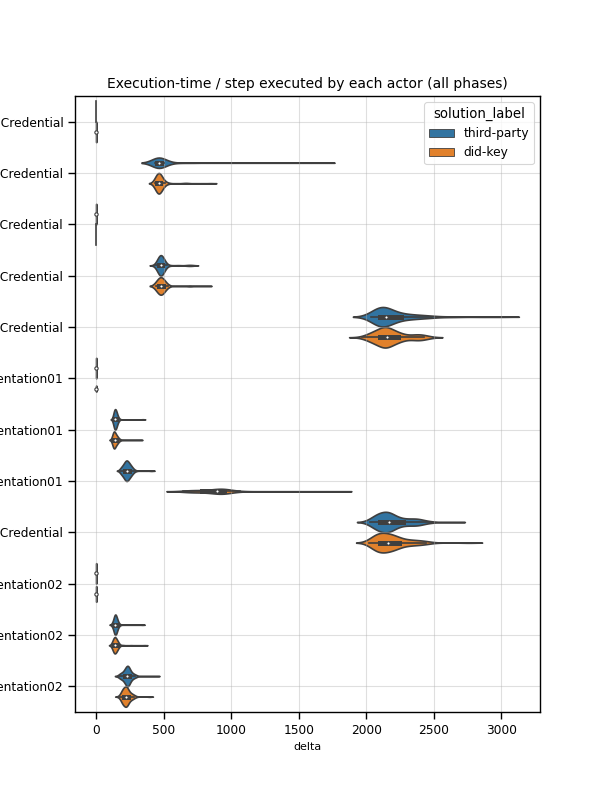 Execution-time / step executed by each actor (all phases)
solution_label
third-party
did-key
Credential
Credential
Credential
Credential
Credential
entation01
entation01
entation01
Credential
entation02
entation02
entation02
0 500 1000 1500 2000 2500 3000
delta